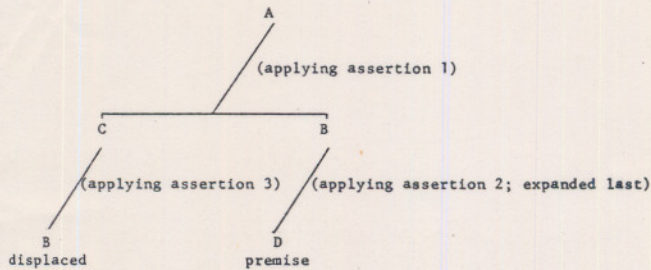 A
(applying assertion 1)
C B
(applying assertion 3) (applying assertion 2; expanded last)
B D
displaced premise